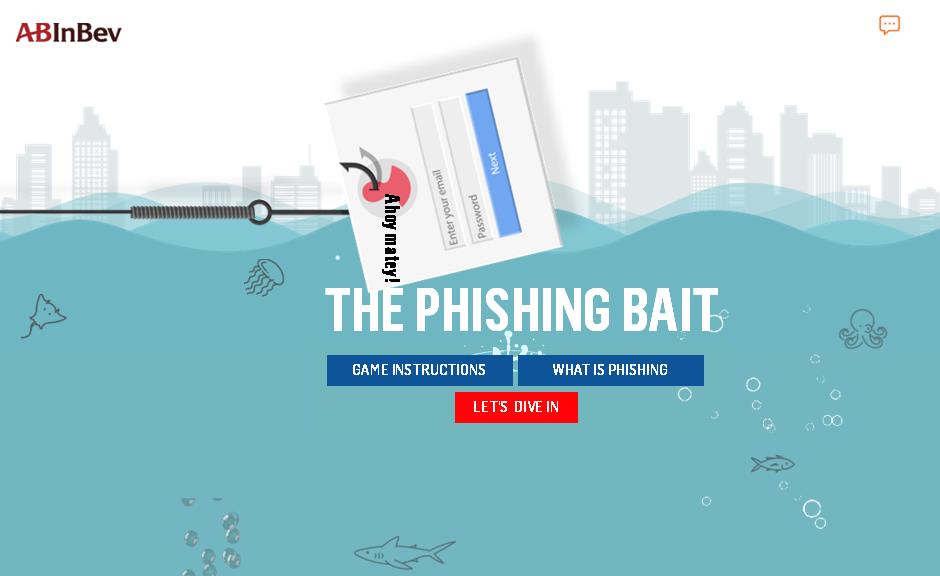 ABInBev
Ahoy matey!
Enter your email
Password
Next
THE PHISHING BAIT
GAME INSTRUCTIONS
WHAT IS PHISHING
LET'S DIVE IN